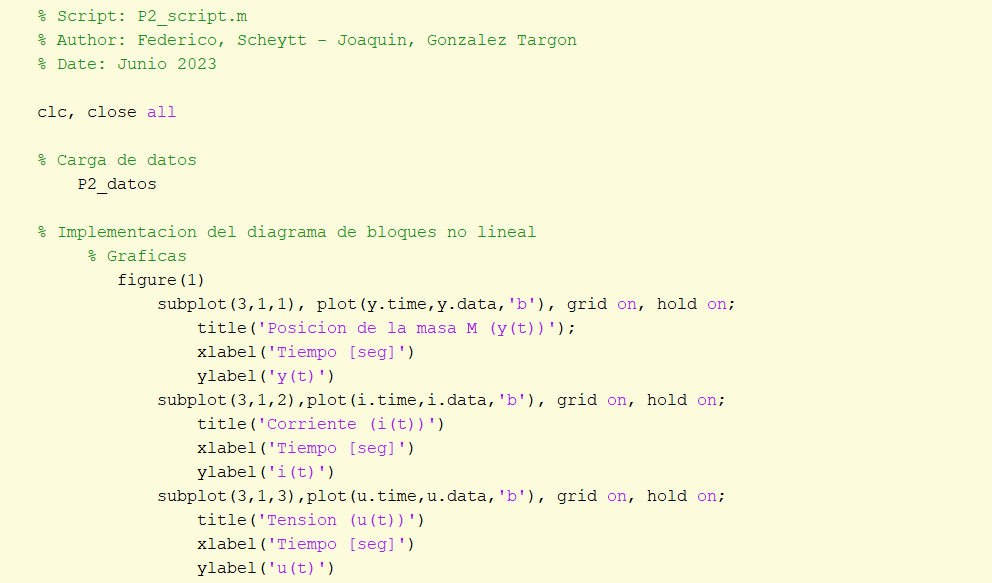 % Script: P2_script.m
% Author: Federico, Scheytt - Joaquin, Gonzalez Targon
% Date: Junio 2023
clc, close all
% Carga de datos
P2_datos
% Implementacion del diagrama de bloques no lineal
% Graficas
figure(1)
subplot(3,1,1), plot(y.time,y.data,'b'), grid on, hold on;
title('Posicion de la masa M (y(t))');
xlabel('Tiempo [seg]')
ylabel('y(t)')
subplot(3,1,2),plot(i.time,i.data,'b'), grid on, hold on;
title('Corriente (i(t))')
xlabel('Tiempo [seg]')
ylabel('i(t)')
subplot(3,1,3),plot(u.time,u.data,'b'), grid on, hold on;
title('Tension (u(t))')
xlabel('Tiempo [seg]')
ylabel('u(t)')